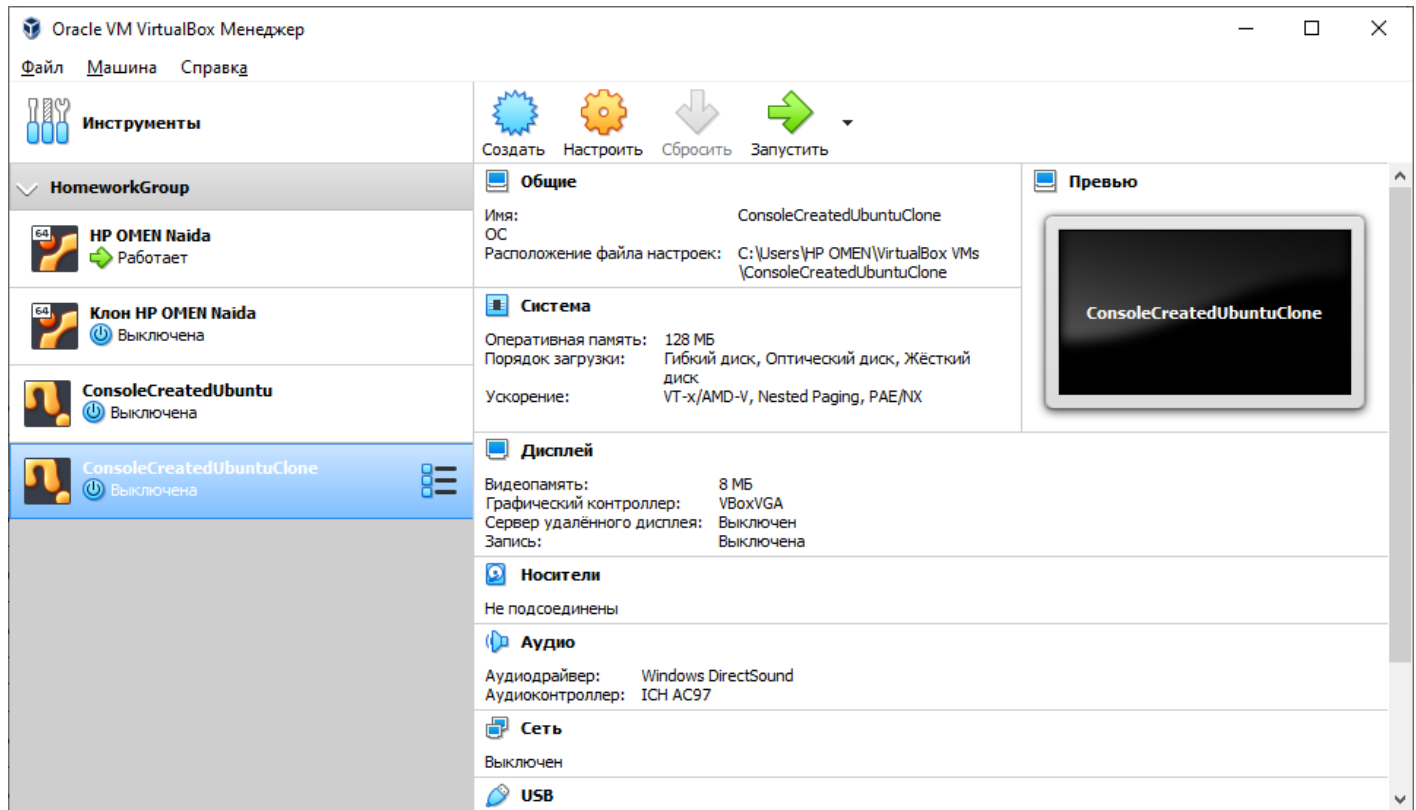 Oracle VM VirtualBox Менеджер
Файл Машина Справка
Инструменты
Создать Настроить Сбросить Запустить
HomeworkGroup
64
HP OMEN Naida
Работает
64
Клон HP OMEN Naida
Выключена
ConsoleCreatedUbuntu
Выключена
ConsoleCreatedUbuntuClone
Выключена
Общие
Имя: ConsoleCreatedUbuntuClone
ОС
Расположение файла настроек: C:\Users\HP OMEN\VirtualBox VMs
\ConsoleCreatedUbuntuClone
Система
Оперативная память: 128 МБ
Порядок загрузки: Гибкий диск, Оптический диск, Жёсткий
диск
Ускорение: VT-x/AMD-V, Nested Paging, PAE/NX
Превью
ConsoleCreatedUbuntuClone
Дисплей
Видеопамять: 8 МБ
Графический контроллер: VBoxVGA
Сервер удалённого дисплея: Выключен
Запись: Выключена
Носители
Не подсоединены
Аудио
Аудиодрайвер: Windows DirectSound
Аудиоконтроллер: ICH AC97
Сеть
Выключен
USB